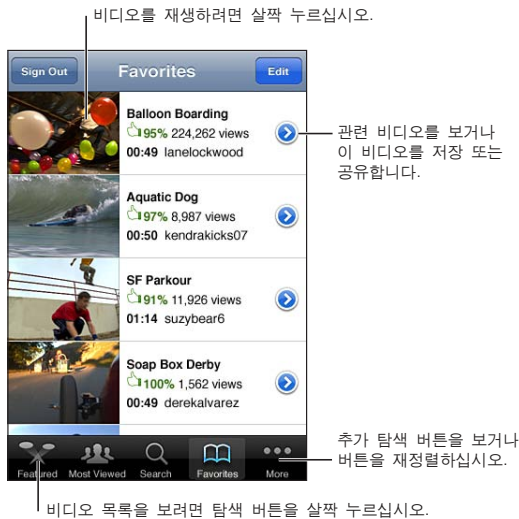 비디오를 재생하려면 살짝 누르십시오.
Sign Out
Favorites
Edit
Balloon Boarding
95% 224,262 views
00:49 lanelockwood
관련 비디오를 보거나
이 비디오를 저장 또는
공유합니다.
Aquatic Dog
97% 8,987 views
00:50 kendrakicks07
SF Parkour
91% 11,926 views
01:14 suzybear6
Soap Box Derby
100% 1,562 views
00:49 derekalvarez
추가 탐색 버튼을 보거나
버튼을 재정렬하십시오.
Featured
Most Viewed
Search
Favorites
More
비디오 목록을 보려면 탐색 버튼을 살짝 누르십시오.